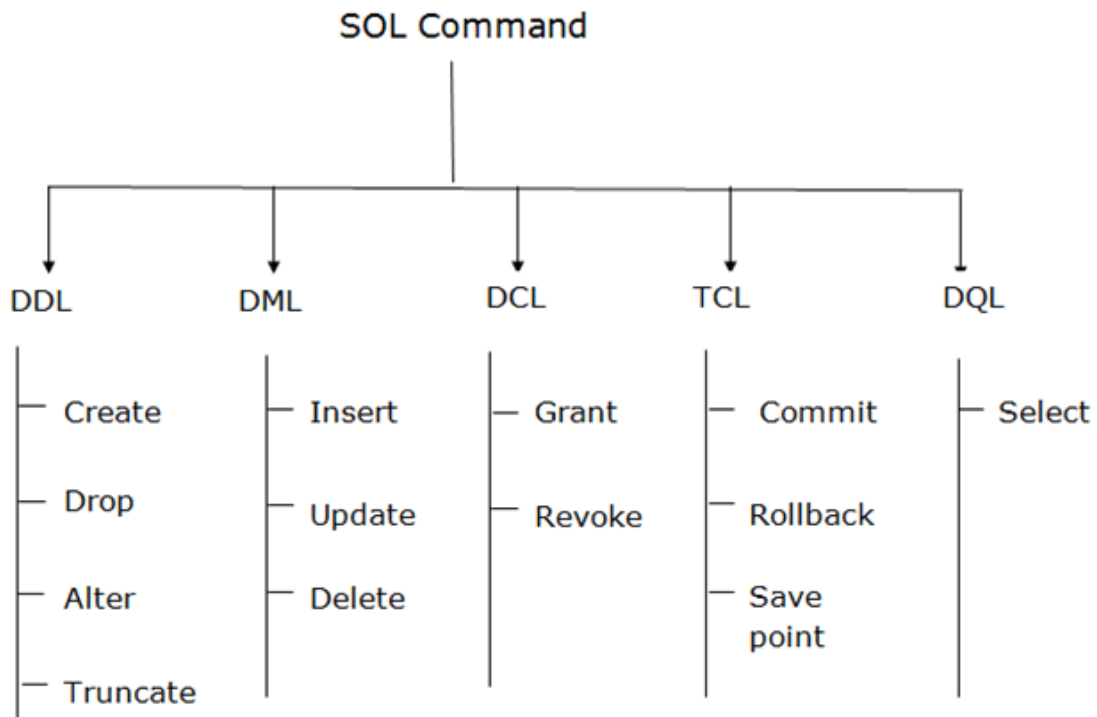 SOL Command
DDL
DML
DCL
TCL
DQL
Create
Drop
Alter
Truncate
Insert
Update
Delete
Grant
Revoke
Commit
Rollback
Save
point
Select